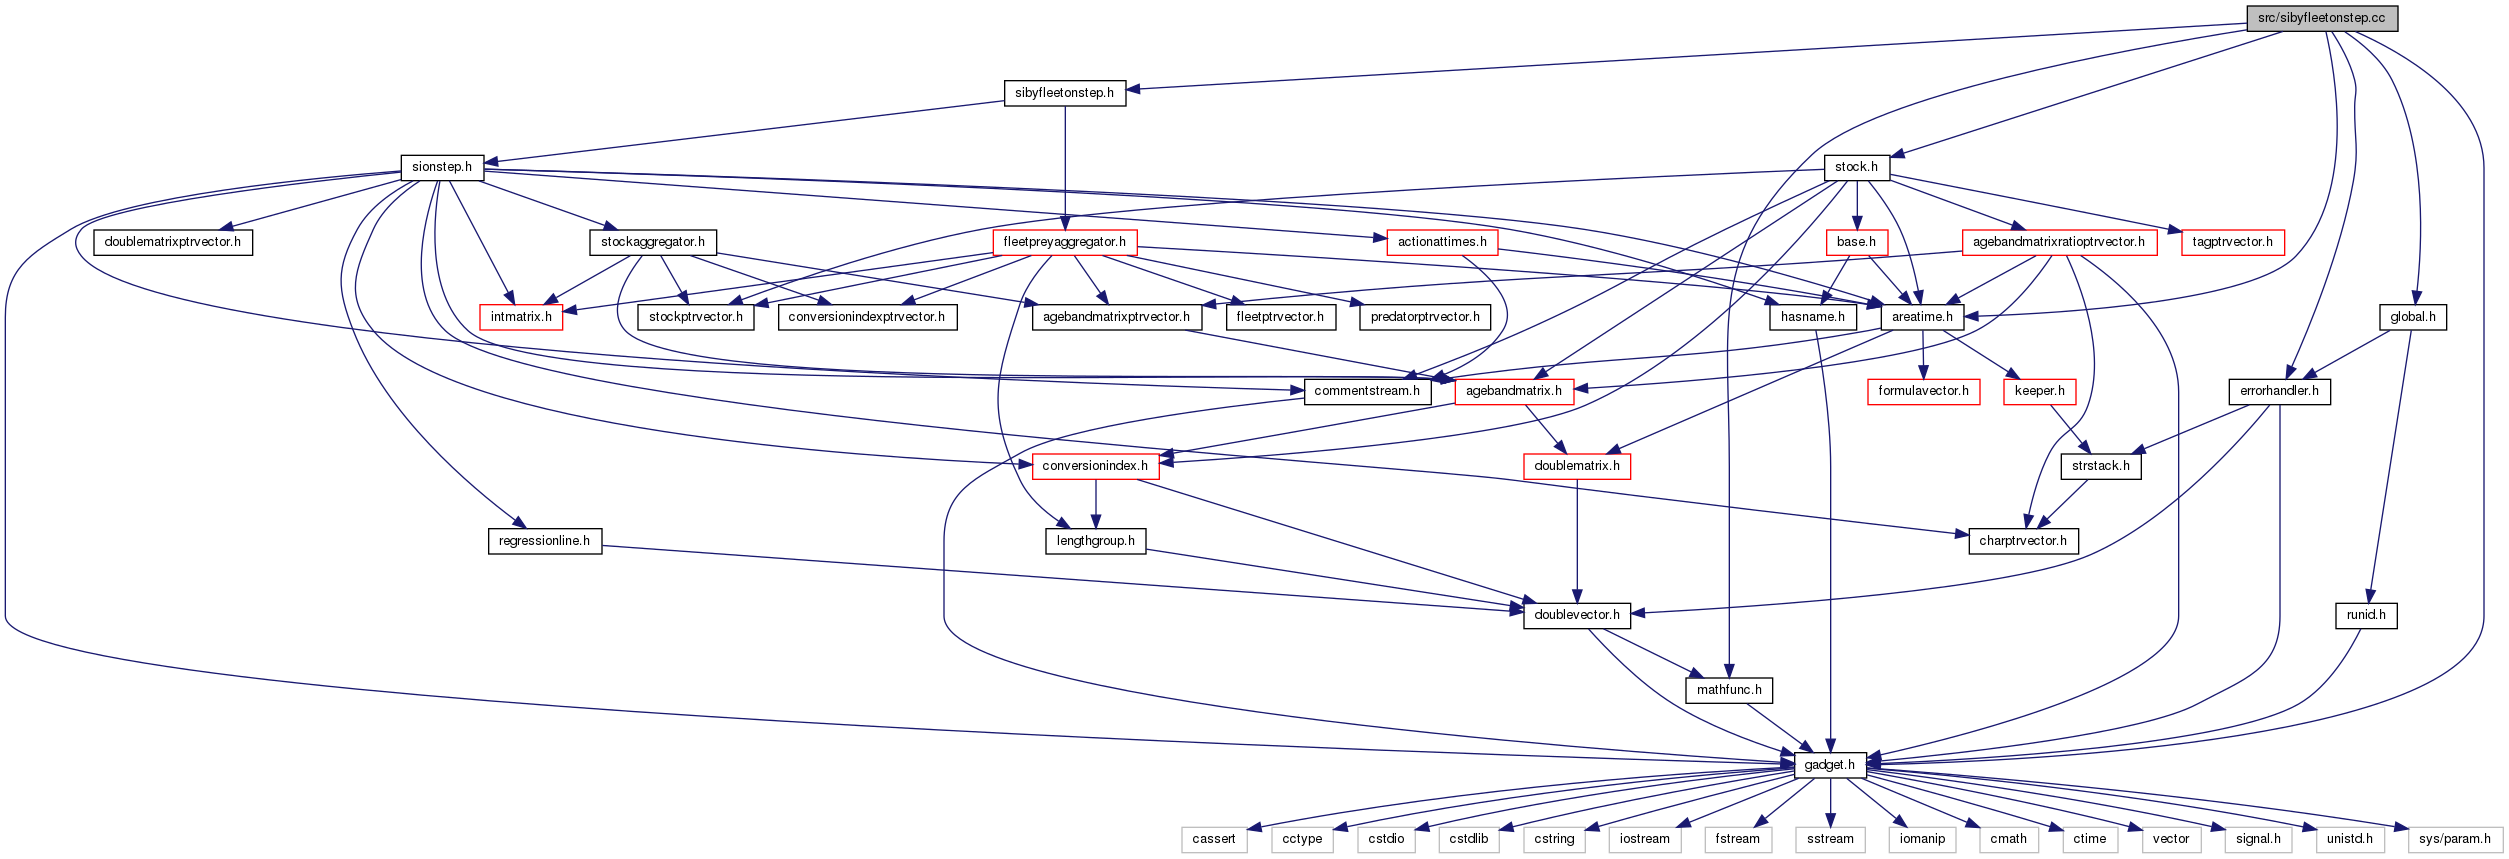 src/sibyfleetonstep.cc
sibyfleetonstep.h
sionstep.h
stock.h
doublematrixptrvector.h
stockaggregator.h
fleetpreyaggregator.h
actionattimes.h
base.h
agebandmatrixratioptrvector.h
tagptrvector.h
intmatrix.h
stockptrvector.h
conversionindexptrvector.h
agebandmatrixptrvector.h
fleetptrvector.h
predatorptrvector.h
hasname.h
areatime.h
global.h
commentstream.h
agebandmatrix.h
formulavector.h
keeper.h
errorhandler.h
conversionindex.h
doublematrix.h
strstack.h
regressionline.h
lengthgroup.h
charptrvector.h
doublevector.h
runid.h
mathfunc.h
gadget.h
cassert
cctype
cstdio
cstdlib
cstring
iostream
fstream
sstream
iomanip
cmath
ctime
vector
signal.h
unistd.h
sys/param.h